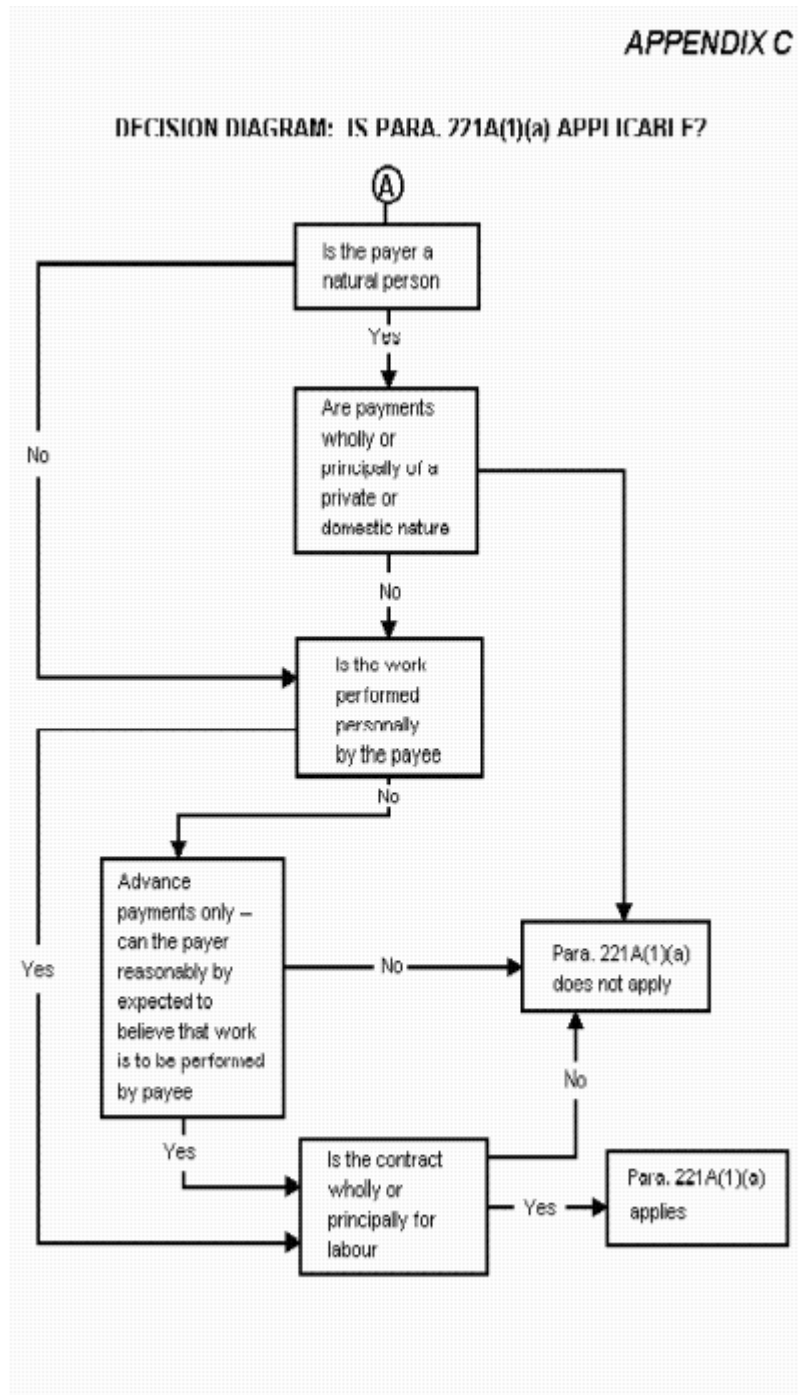 APPENDIX C
DECISION DIAGRAM: IS PARA. 221A(1)(a) APPLICABLE?
A
Is the payer a
natural person
Yes
Are payments
wholly or
principally of a
private or
domestic nature
No
No
Is the work
performed
personally
by the payee
No
Advance
payments only –
can the payer
reasonably by
expected to
believe that work
is to be performed
by payee
Yes
No
Para. 221A(1)(a)
does not apply
No
Yes
Is the contract
wholly or
principally for
labour
Yes
Para. 221A(1)(a)
applies